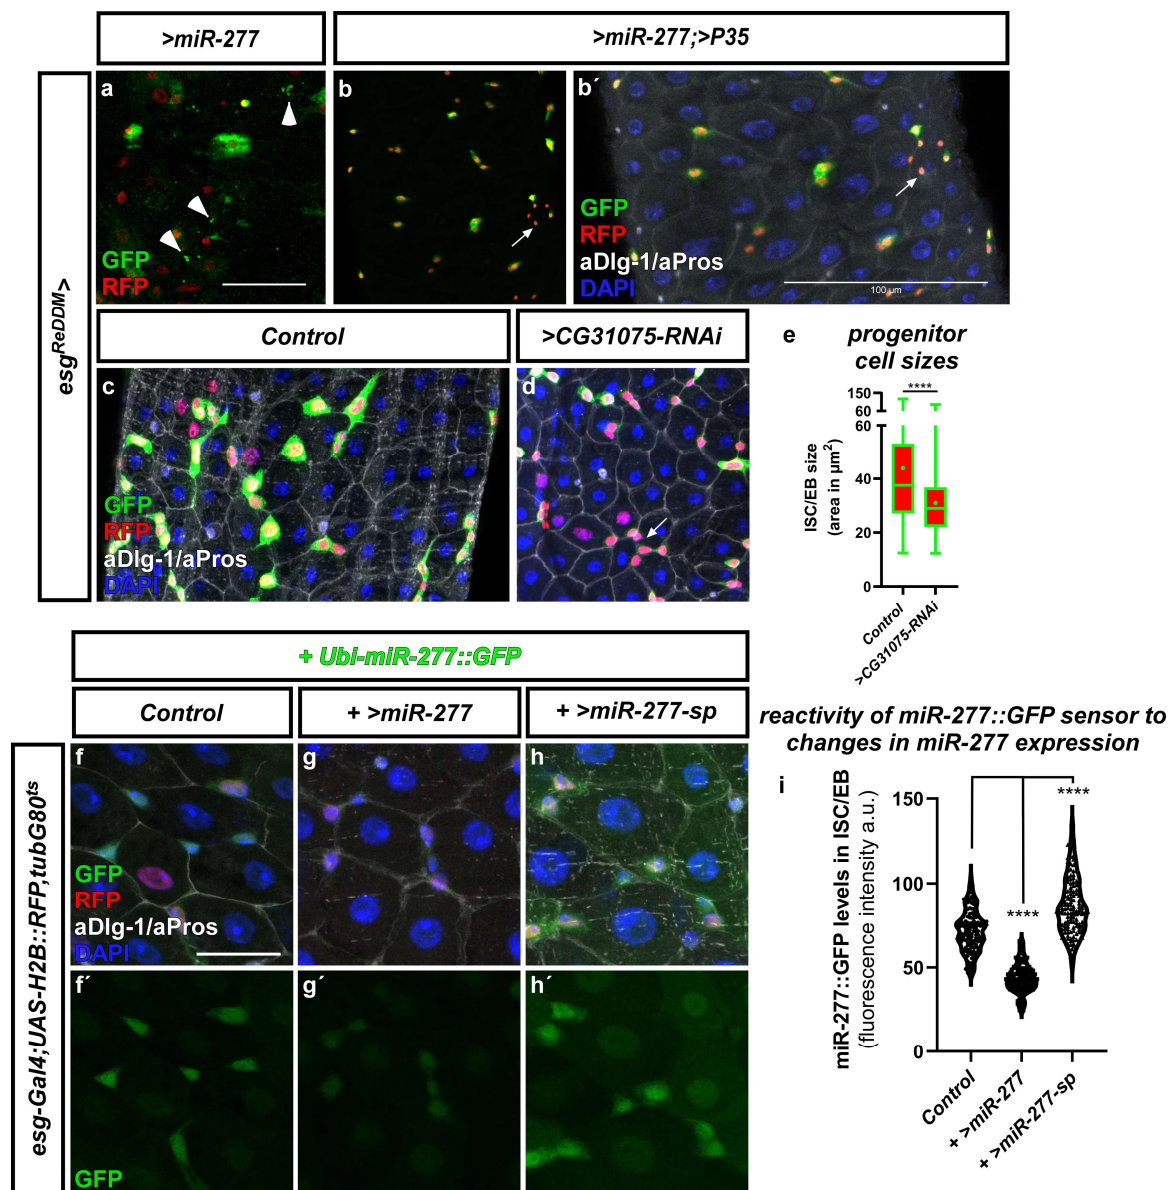 >miR-277
>miR-277;>P35
esgReDDM>
a
GFP
RFP
b
b´
GFP
RFP
aDlg-1/aPros
DAPI
100 µm
Control
>CG31075-RNAi
c
GFP
RFP
aDlg-1/aPros
DAPI
d
e
progenitor
cell sizes
ISC/EB size
(area in µm²)
150
60
60
40
20
0
****
Control
>CG31075-RNAi
+ Ubi-miR-277::GFP
Control
+ >miR-277
+ >miR-277-sp
esg-Gal4;UAS-H2B::RFP,tubG80ts
f
GFP
RFP
aDlg-1/aPros
DAPI
g
h
f´
GFP
g´
h´
reactivity of miR-277::GFP sensor to
changes in miR-277 expression
i
miR-277::GFP levels in ISC/EB
(fluorescence intensity a.u.)
150
100
50
0
****
****
Control
+ >miR-277
+ >miR-277-sp